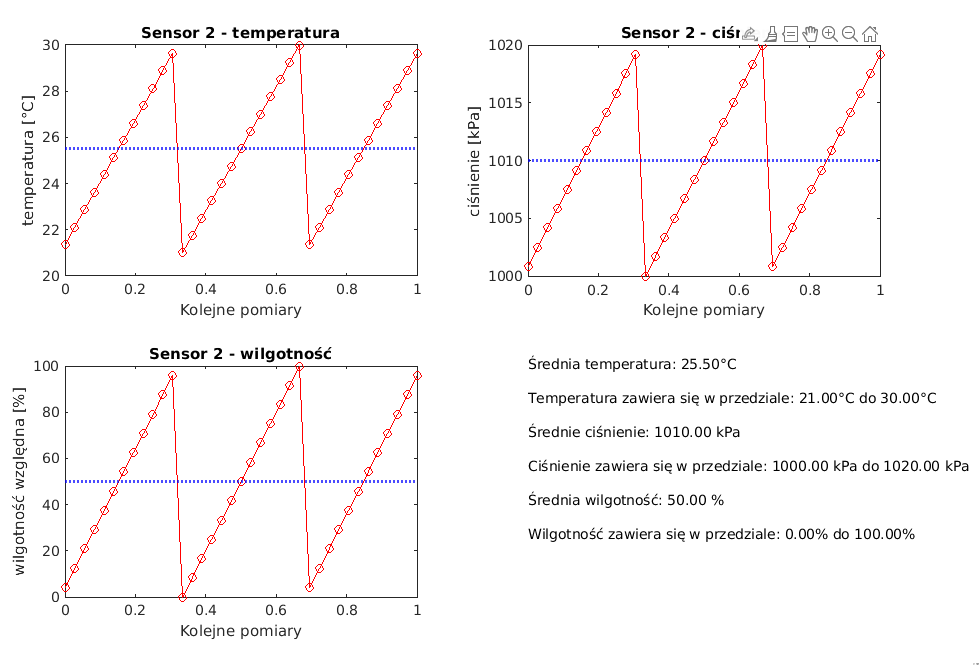 Sensor 2 - temperatura
30
28
26
24
22
20
temperatura [°C]
0
0.2
0.4
0.6
0.8
1
Kolejne pomiary
Sensor 2 -
1020
1015
1010
1005
1000
ciśnienie [kPa]
0
0.2
0.4
0.6
0.8
1
Kolejne pomiary
Sensor 2 - wilgotność
100
80
60
40
20
0
wilgotność względna [%]
0
0.2
0.4
0.6
0.8
1
Kolejne pomiary
Średnia temperatura: 25.50°C
Temperatura zawiera się w przedziale: 21.00°C do 30.00°C
Średnie ciśnienie: 1010.00 kPa
Ciśnienie zawiera się w przedziale: 1000.00 kPa do 1020.00 kPa
Średnia wilgotność: 50.00 %
Wilgotność zawiera się w przedziale: 0.00% do 100.00%